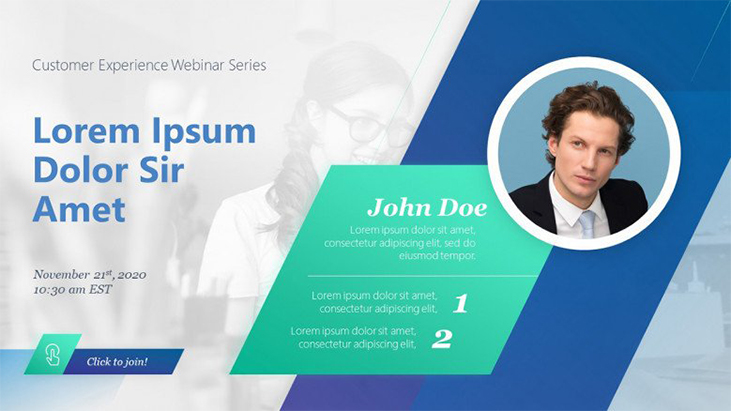 Customer Experience Webinar Series
Lorem Ipsum
Dolor Sir
Amet
November 21st, 2020
10:30 am EST
Click to join!
John Doe
Lorem ipsum dolor sit amet,
consectetur adipiscing elit, sed do
eiusmod tempor.
Lorem ipsum dolor sit amet,
consectetur adipiscing elit,
1
Lorem ipsum dolor sit amet,
consectetur adipiscing elit,
2